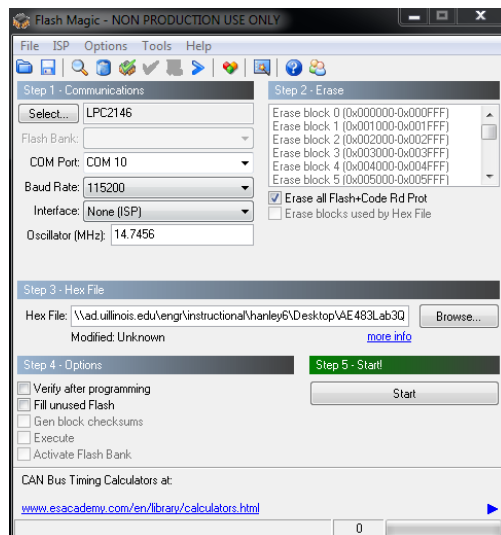 Flash Magic - NON PRODUCTION USE ONLY
File ISP Options Tools Help
Step 1 - Communications
Select... LPC2146
Flash Bank:
COM Port: COM 10
Baud Rate: 115200
Interface: None (ISP)
Oscillator (MHz): 14.7456
Step 2 - Erase
Erase block 0 (0x000000-0x000FFF)
Erase block 1 (0x001000-0x001FFF)
Erase block 2 (0x002000-0x002FFF)
Erase block 3 (0x003000-0x003FFF)
Erase block 4 (0x004000-0x004FFF)
Erase block 5 (0x005000-0x005FFF)
Erase all Flash+Code Rd Prot
Erase blocks used by Hex File
Step 3 - Hex File
Hex File: \\ad.uillinois.edu\engr\instructional\hanley6\Desktop\AE483Lab3Q Browse...
Modified: Unknown more info
Step 4 - Options
Verify after programming
Fill unused Flash
Gen block checksums
Execute
Activate Flash Bank
Step 5 - Start!
Start
CAN Bus Timing Calculators at:
www.esacademy.com/en/library/calculators.html
0